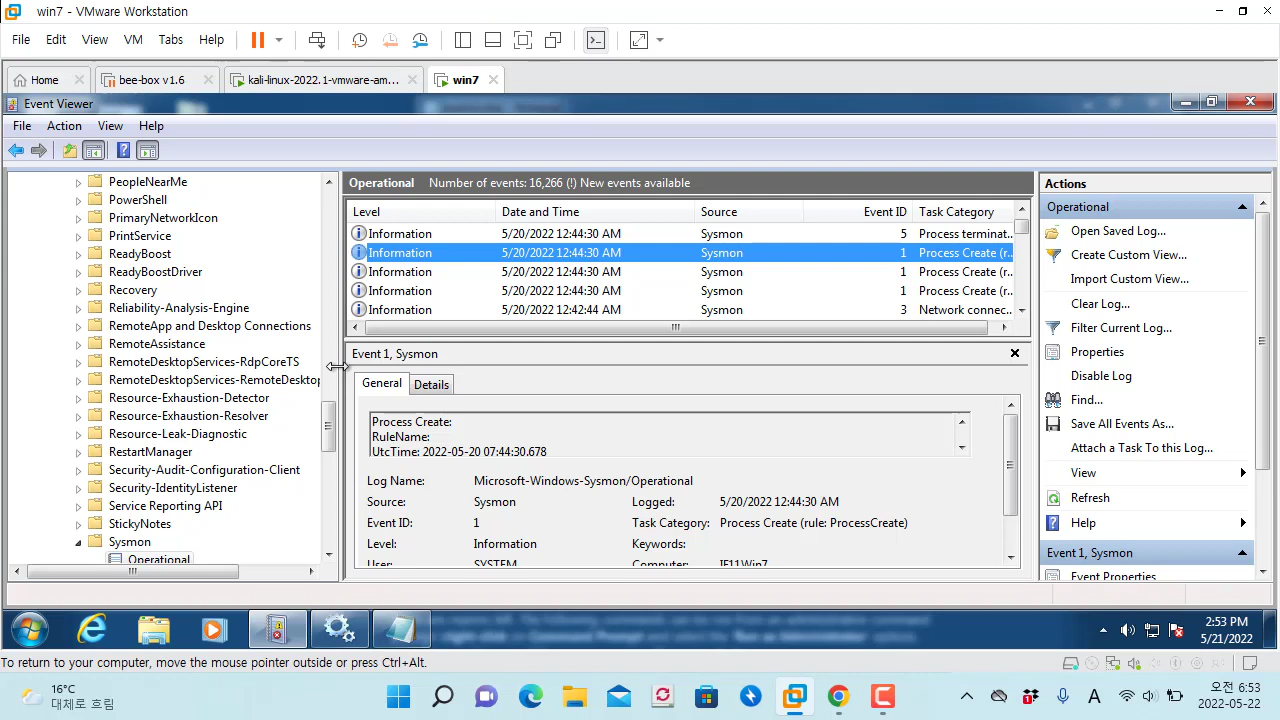 win7 - VMware Workstation
File Edit View VM Tabs Help
Home bee-box v1.6 kali-linux-2022.1-vmware-am... win7
Event Viewer
File Action View Help
PeopleNearMe
PowerShell
PrimaryNetworkIcon
PrintService
ReadyBoost
ReadyBoostDriver
Recovery
Reliability-Analysis-Engine
RemoteApp and Desktop Connections
RemoteAssistance
RemoteDesktopServices-RdpCoreTS
RemoteDesktopServices-RemoteDesktop
Resource-Exhaustion-Detector
Resource-Exhaustion-Resolver
Resource-Leak-Diagnostic
RestartManager
Security-Audit-Configuration-Client
Security-IdentityListener
Service Reporting API
StickyNotes
Sysmon
Operational
Operational Number of events: 16,266 (!) New events available
Level Date and Time Source Event ID Task Category
Information 5/20/2022 12:44:30 AM Sysmon 5 Process terminat...
Information 5/20/2022 12:44:30 AM Sysmon 1 Process Create (r...
Information 5/20/2022 12:44:30 AM Sysmon 1 Process Create (r...
Information 5/20/2022 12:44:30 AM Sysmon 1 Process Create (r...
Information 5/20/2022 12:42:44 AM Sysmon 3 Network connec...
Event 1, Sysmon
General Details
Process Create:
RuleName:
UtcTime: 2022-05-20 07:44:30.678
Log Name: Microsoft-Windows-Sysmon/Operational
Source: Sysmon Logged: 5/20/2022 12:44:30 AM
Event ID: 1 Task Category: Process Create (rule: ProcessCreate)
Level: Information Keywords:
User: SYSTEM Computer: IE11Win7
Actions
Operational
Open Saved Log...
Create Custom View...
Import Custom View...
Clear Log...
Filter Current Log...
Properties
Disable Log
Find...
Save All Events As...
Attach a Task To this Log...
View
Refresh
Help
Event 1, Sysmon
Event Properties
2:53 PM
5/21/2022
To return to your computer, move the mouse pointer outside or press Ctrl+Alt.
16°C
대체로 흐림
A
오전 6:53
2022-05-22